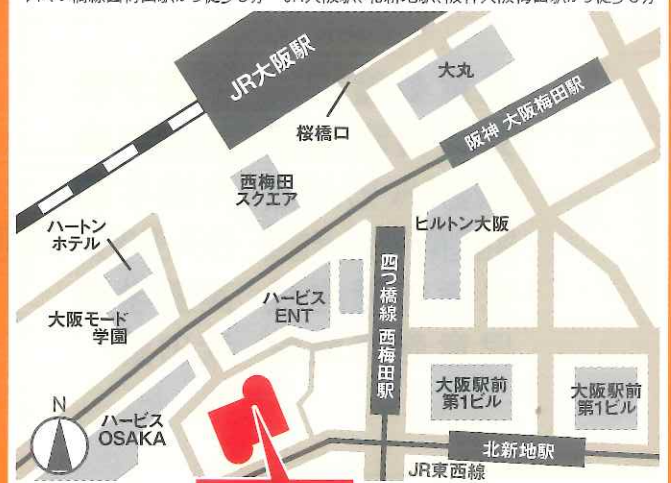 JR大阪駅
大丸
桜橋口
阪神 大阪梅田駅
西梅田
スクエア
ハートン
ホテル
ヒルトン大阪
四つ橋線 西梅田駅
ハービス
ENT
大阪モード
学園
大阪駅前
第1ビル
大阪駅前
第1ビル
N
ハービス
OSAKA
北新地駅
JR東西線